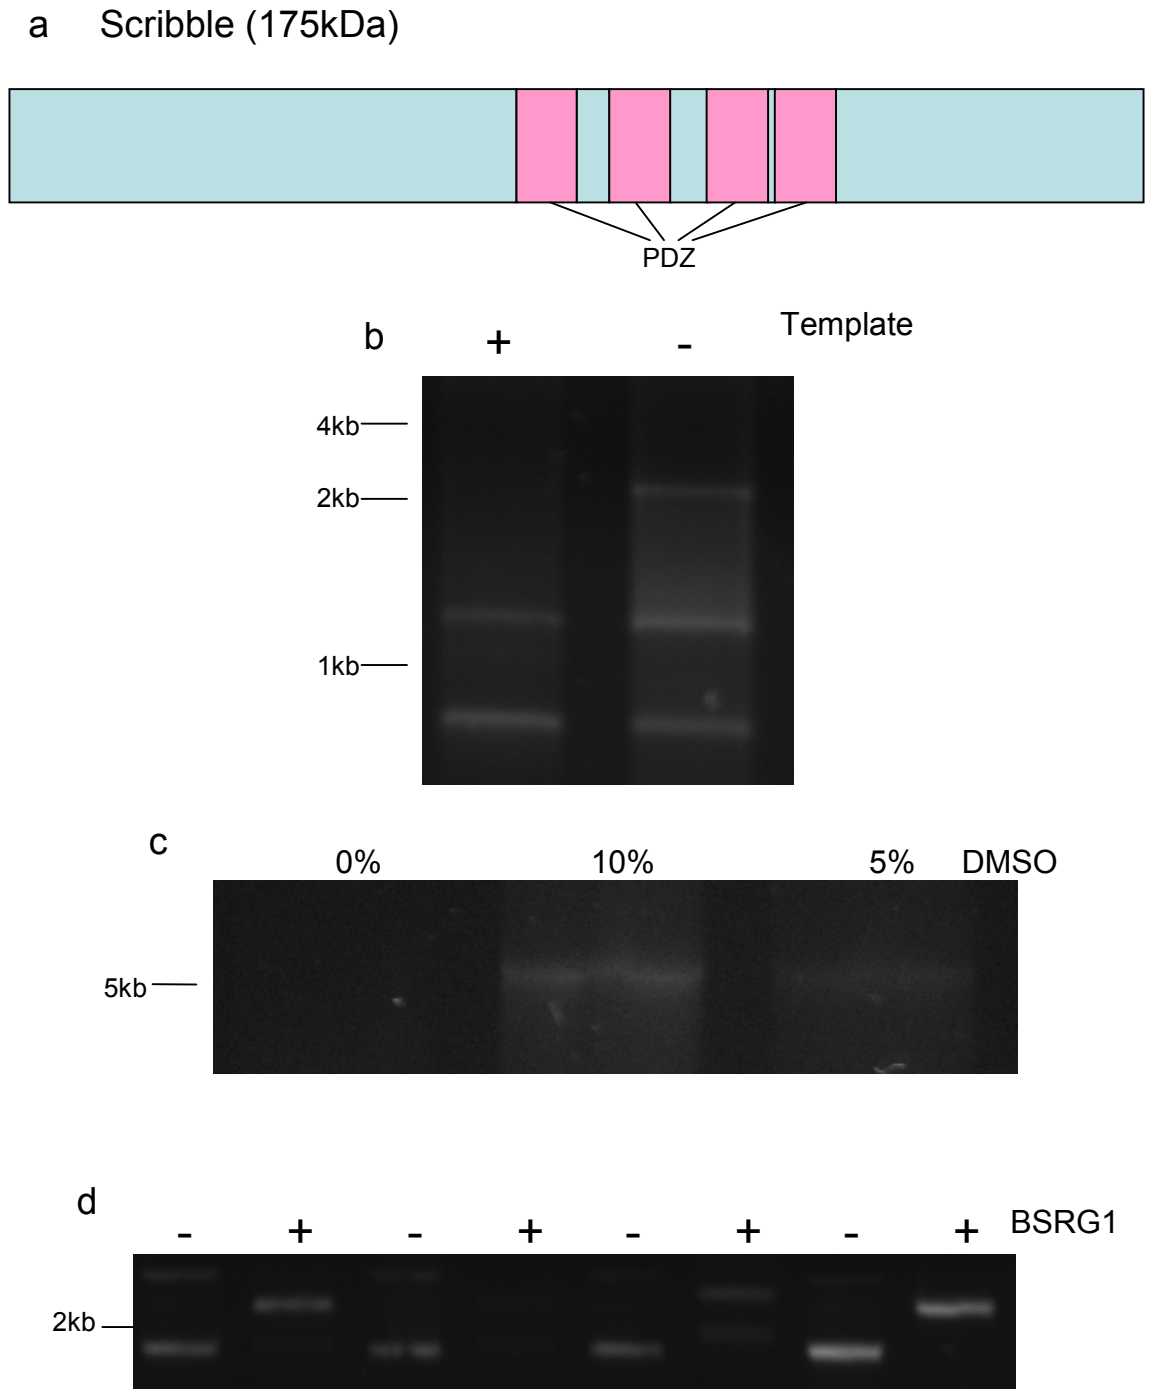 a Scribble (175kDa)
PDZ
b + - Template
4kb
2kb
1kb
c
0% 10% 5% DMSO
5kb
d
- + - + - + - + BSRG1
2kb